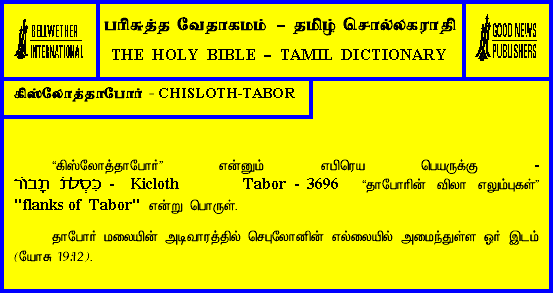 BELLWETHER
INTERNATIONAL
பரிசுத்த வேதாகமம் – தமிழ் சொல்லகராதி
THE HOLY BIBLE – TAMIL DICTIONARY
GOOD NEWS
PUBLISHERS
கிஸ்லோத்தாபோர் - CHISLOTH-TABOR
“கிஸ்லோத்தாபோர்” என்னும் எபிரெய பெயருக்கு -
כִּסְלֹת תָּבֹר - Kicloth Tabor - 3696 “தாபோரின் விலா எலும்புகள்”
"flanks of Tabor" என்று பொருள்.
தாபோர் மலையின் அடிவாரத்தில் செபுலோனின் எல்லையில் அமைந்துள்ள ஓர் இடம்
(யோசு 19:12).